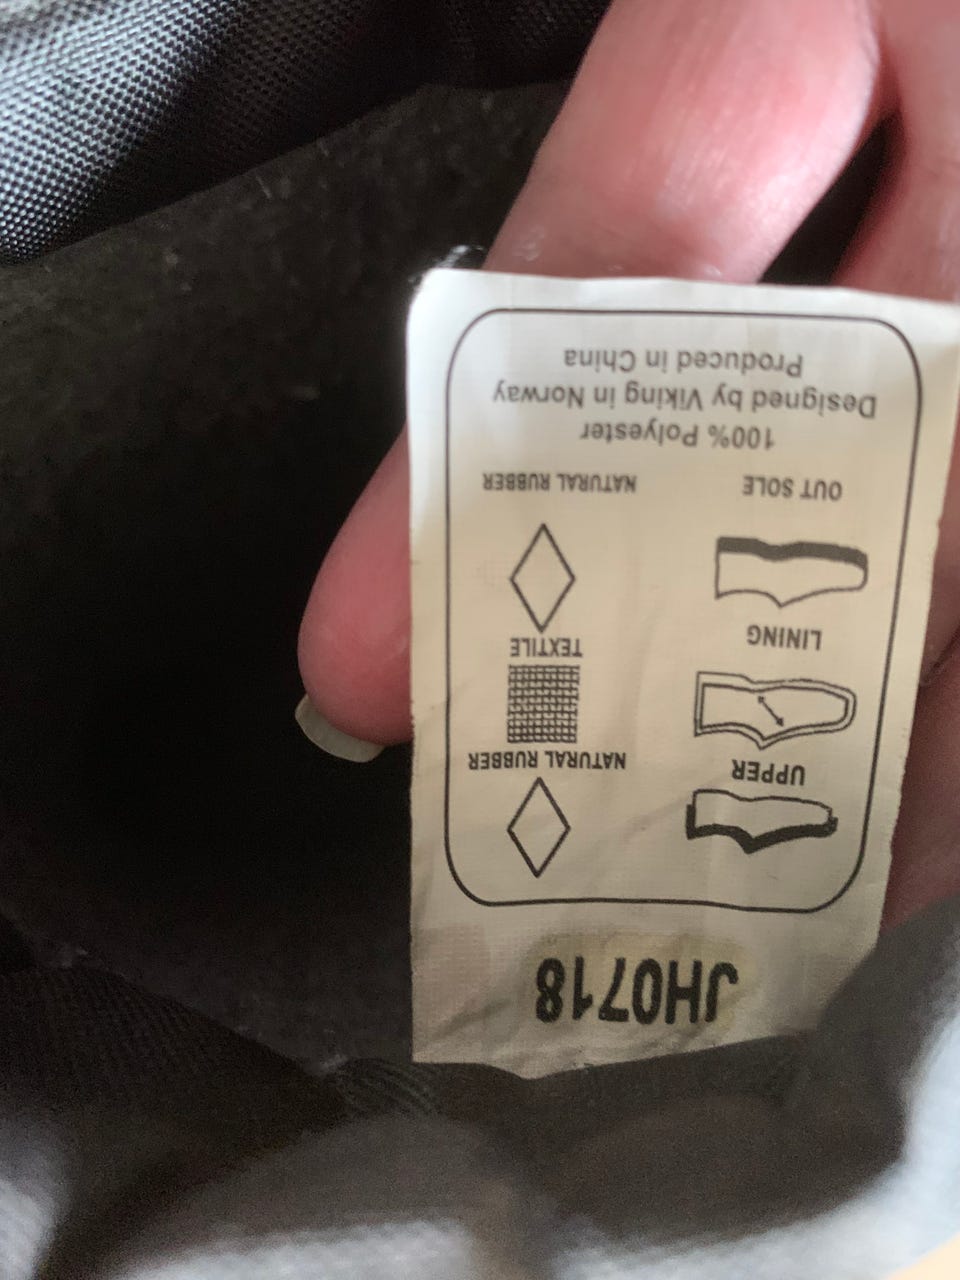 JH0718
UPPER
NATURAL RUBBER
LINING
TEXTILE
OUT SOLE
NATURAL RUBBER
100% Polyester
Designed by Viking in Norway
Produced in China